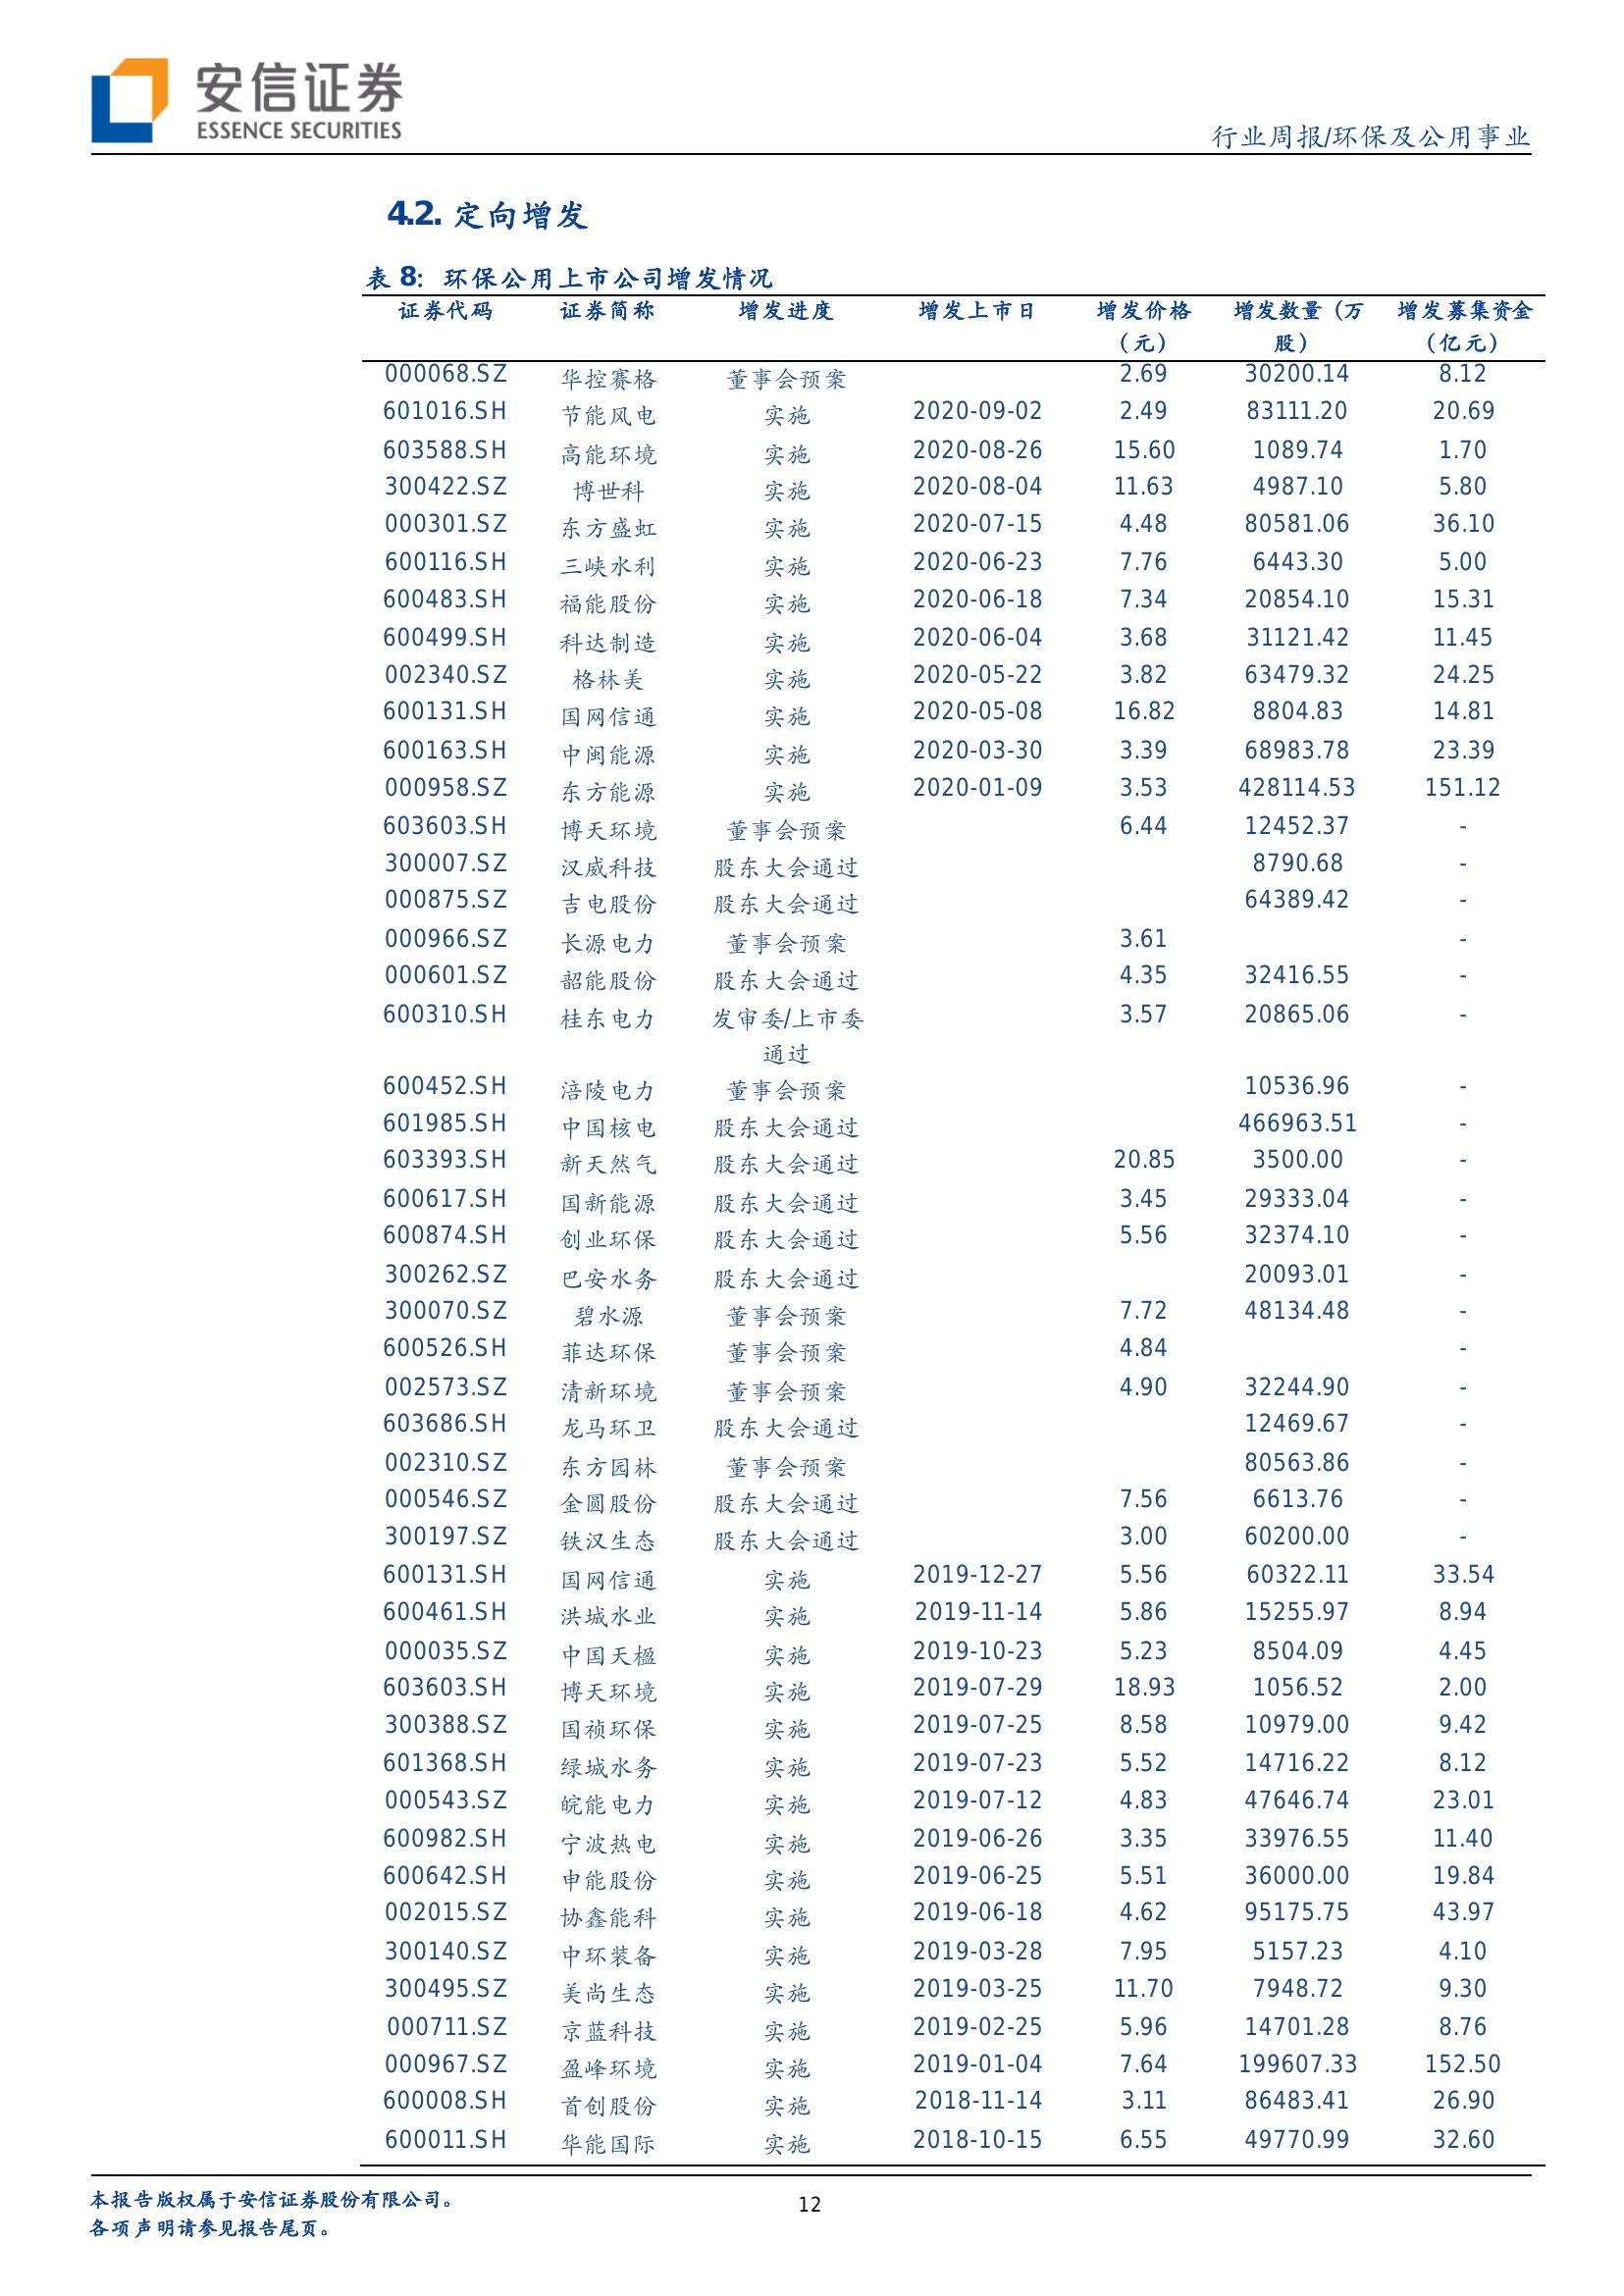 安信证券
ESSENCE SECURITIES
行业周报/环保及公用事业
4.2. 定向增发
表 8: 环保公用上市公司增发情况
证券代码 证券简称 增发进度 增发上市日 增发价格 增发数量 (万 增发募集资金
(元) 股) (亿元)
000068.SZ 华控赛格 董事会预案 2.69 30200.14 8.12
601016.SH 节能风电 实施 2020-09-02 2.49 83111.20 20.69
603588.SH 高能环境 实施 2020-08-26 15.60 1089.74 1.70
300422.SZ 博世科 实施 2020-08-04 11.63 4987.10 5.80
000301.SZ 东方盛虹 实施 2020-07-15 4.48 80581.06 36.10
600116.SH 三峡水利 实施 2020-06-23 7.76 6443.30 5.00
600483.SH 福能股份 实施 2020-06-18 7.34 20854.10 15.31
600499.SH 科达制造 实施 2020-06-04 3.68 31121.42 11.45
002340.SZ 格林美 实施 2020-05-22 3.82 63479.32 24.25
600131.SH 国网信通 实施 2020-05-08 16.82 8804.83 14.81
600163.SH 中闽能源 实施 2020-03-30 3.39 68983.78 23.39
000958.SZ 东方能源 实施 2020-01-09 3.53 428114.53 151.12
603603.SH 博天环境 董事会预案 6.44 12452.37 -
300007.SZ 汉威科技 股东大会通过 8790.68 -
000875.SZ 吉电股份 股东大会通过 64389.42 -
000966.SZ 长源电力 董事会预案 3.61 -
000601.SZ 韶能股份 股东大会通过 4.35 32416.55 -
600310.SH 桂东电力 发审委/上市委 3.57 20865.06 -
通过
600452.SH 涪陵电力 董事会预案 10536.96 -
601985.SH 中国核电 股东大会通过 466963.51 -
603393.SH 新天然气 股东大会通过 20.85 3500.00 -
600617.SH 国新能源 股东大会通过 3.45 29333.04 -
600874.SH 创业环保 股东大会通过 5.56 32374.10 -
300262.SZ 巴安水务 股东大会通过 20093.01 -
300070.SZ 碧水源 董事会预案 7.72 48134.48 -
600526.SH 菲达环保 董事会预案 4.84 -
002573.SZ 清新环境 董事会预案 4.90 32244.90 -
603686.SH 龙马环卫 股东大会通过 12469.67 -
002310.SZ 东方园林 董事会预案 80563.86 -
000546.SZ 金圆股份 股东大会通过 7.56 6613.76 -
300197.SZ 铁汉生态 股东大会通过 3.00 60200.00 -
600131.SH 国网信通 实施 2019-12-27 5.56 60322.11 33.54
600461.SH 洪城水业 实施 2019-11-14 5.86 15255.97 8.94
000035.SZ 中国天楹 实施 2019-10-23 5.23 8504.09 4.45
603603.SH 博天环境 实施 2019-07-29 18.93 1056.52 2.00
300388.SZ 国祯环保 实施 2019-07-25 8.58 10979.00 9.42
601368.SH 绿城水务 实施 2019-07-23 5.52 14716.22 8.12
000543.SZ 皖能电力 实施 2019-07-12 4.83 47646.74 23.01
600982.SH 宁波热电 实施 2019-06-26 3.35 33976.55 11.40
600642.SH 申能股份 实施 2019-06-25 5.51 36000.00 19.84
002015.SZ 协鑫能科 实施 2019-06-18 4.62 95175.75 43.97
300140.SZ 中环装备 实施 2019-03-28 7.95 5157.23 4.10
300495.SZ 美尚生态 实施 2019-03-25 11.70 7948.72 9.30
000711.SZ 京蓝科技 实施 2019-02-25 5.96 14701.28 8.76
000967.SZ 盈峰环境 实施 2019-01-04 7.64 199607.33 152.50
600008.SH 首创股份 实施 2018-11-14 3.11 86483.41 26.90
600011.SH 华能国际 实施 2018-10-15 6.55 49770.99 32.60
本报告版权属于安信证券股份有限公司。
12
各项声明请参见报告尾页。